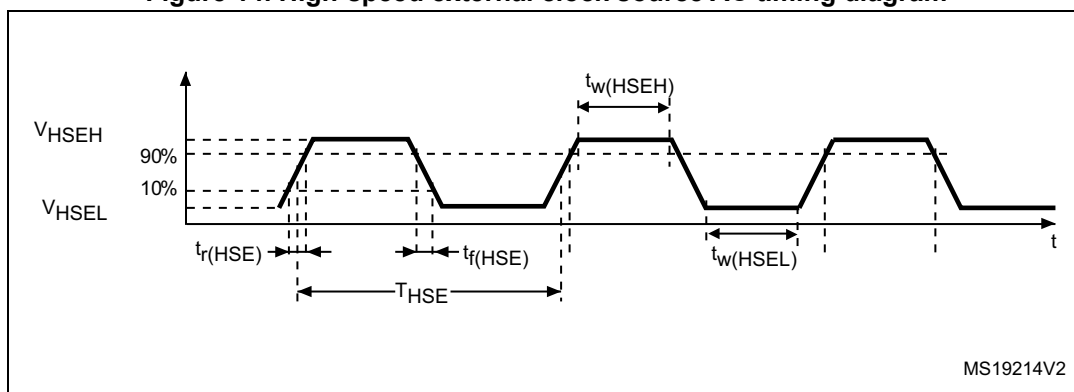 Figure 14. High-speed external clock source AC timing diagram
tw(HSEH)
VHSEH
90%
10%
VHSEL
tr(HSE)
tf(HSE)
tw(HSEL)
t
THSE
MS19214V2